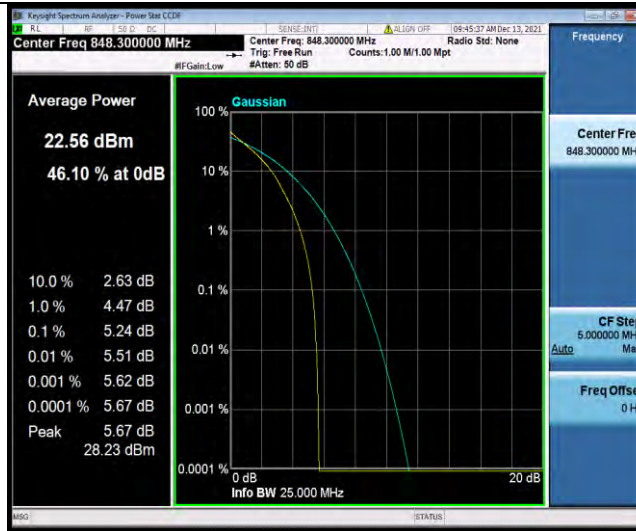 Keysight Spectrum Analyzer - Power Stat CCDF
RL RF 50 Ω DC SENSE:INT ALIGN OFF 09:45:37 AM Dec 13, 2021
Center Freq 848.300000 MHz
Center Freq: 848.300000 MHz Radio Std: None
Trig: Free Run Counts:1.00 M/1.00 Mpt
#IFGain:Low #Atten: 50 dB
Frequency
Average Power
22.56 dBm
46.10 % at 0dB
10.0 % 2.63 dB
1.0 % 4.47 dB
0.1 % 5.24 dB
0.01 % 5.51 dB
0.001 % 5.62 dB
0.0001 % 5.67 dB
Peak 5.67 dB
28.23 dBm
Gaussian
100 %
10 %
1 %
0.1 %
0.01 %
0.001 %
0.0001 %
0 dB 20 dB
Info BW 25.000 MHz
Center Fre
848.300000 MH
CF Ste
5.000000 MH
Auto Ma
Freq Offse
0 H
MSG STATUS